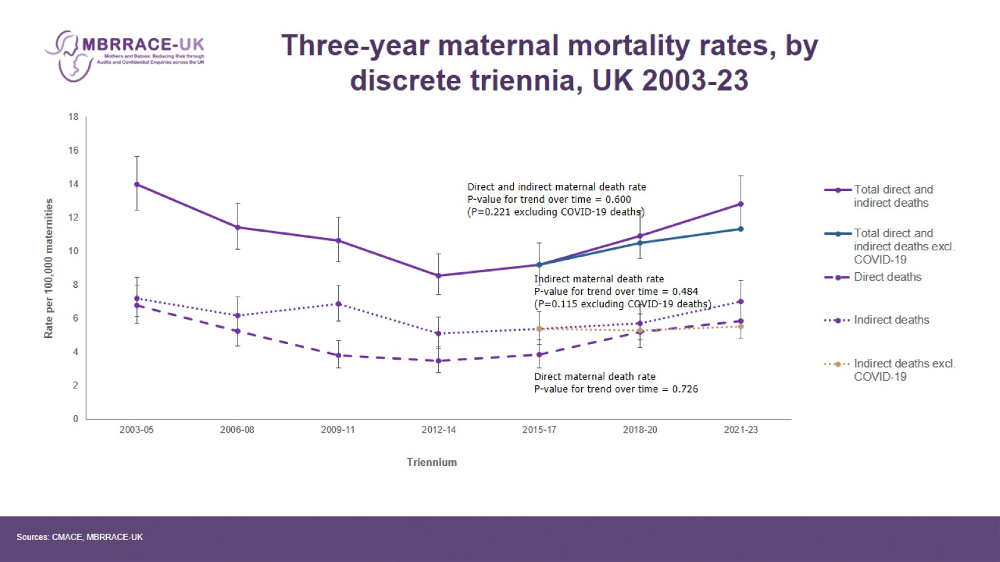 MBRRACE-UK
Mothers and Babies: Reducing Risk through
Audits and Confidential Enquiries across the UK
Three-year maternal mortality rates, by
discrete triennia, UK 2003-23
Rate per 100,000 maternities
18
16
14
12
10
8
6
4
2
0
Direct and indirect maternal death rate
P-value for trend over time = 0.600
(P=0.221 excluding COVID-19 deaths)
Indirect maternal death rate
P-value for trend over time = 0.484
(P=0.115 excluding COVID-19 deaths)
Direct maternal death rate
P-value for trend over time = 0.726
Total direct and
indirect deaths
Total direct and
indirect deaths excl.
COVID-19
Direct deaths
Indirect deaths
Indirect deaths excl.
COVID-19
2003-05
2006-08
2009-11
2012-14
2015-17
2018-20
2021-23
Triennium
Sources: CMACE, MBRRACE-UK